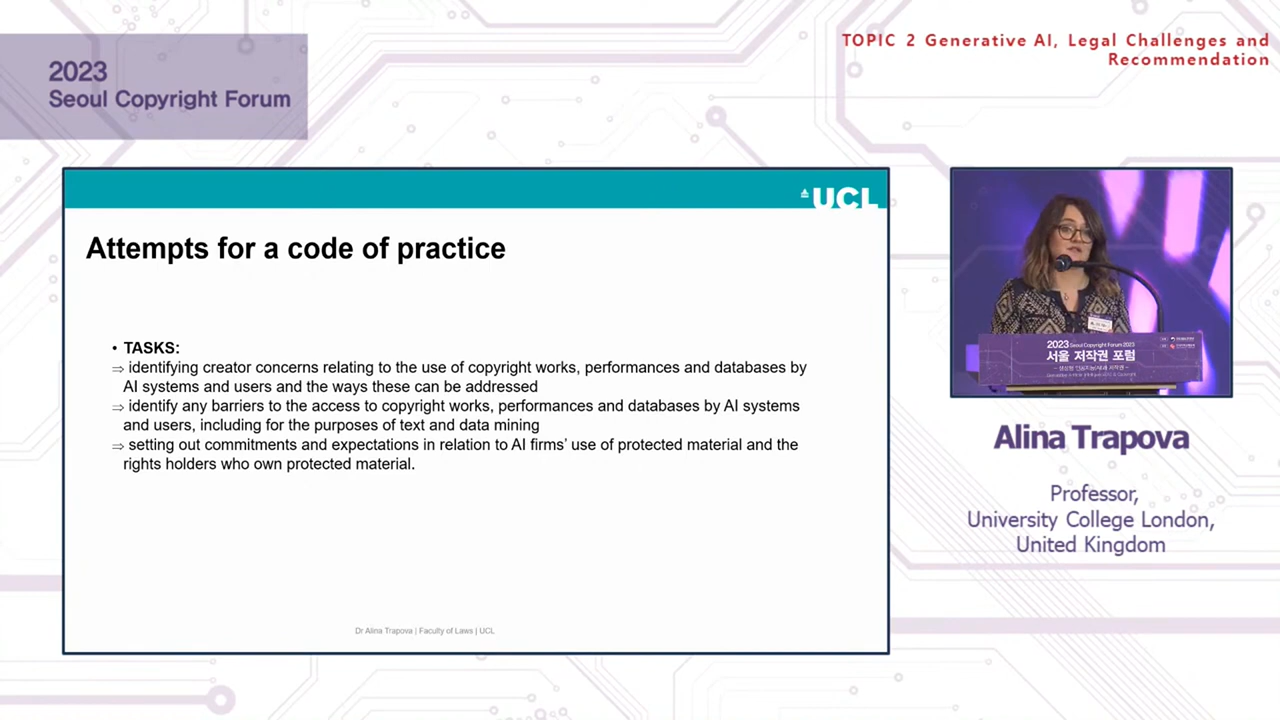 TOPIC 2 Generative AI, Legal Challenges and
Recommendation
2023
Seoul Copyright Forum
UCL
Attempts for a code of practice
• TASKS:
⇒ identifying creator concerns relating to the use of copyright works, performances and databases by
AI systems and users and the ways these can be addressed
⇒ identify any barriers to the access to copyright works, performances and databases by AI systems
and users, including for the purposes of text and data mining
⇒ setting out commitments and expectations in relation to AI firms’ use of protected material and the
rights holders who own protected material.
Dr Alina Trapova | Faculty of Laws | UCL
2023 Seoul Copyright Forum 2023
서울 저작권 포럼
Alina Trapova
Professor,
University College London,
United Kingdom